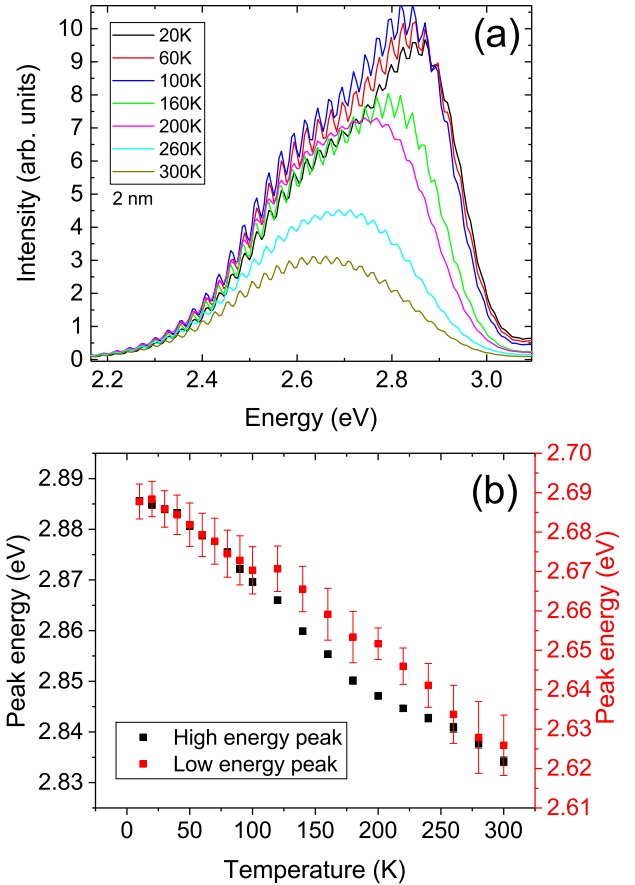 (a)
10
9
8
7
6
5
4
3
2
1
0
Intensity (arb. units)
20K
60K
100K
160K
200K
260K
300K
2 nm
2.2 2.4 2.6 2.8 3.0
Energy (eV)
(b)
2.89
2.88
2.87
2.86
2.85
2.84
2.83
Peak energy (eV)
2.70
2.69
2.68
2.67
2.66
2.65
2.64
2.63
2.62
2.61
Peak energy (eV)
High energy peak
Low energy peak
0 50 100 150 200 250 300
Temperature (K)